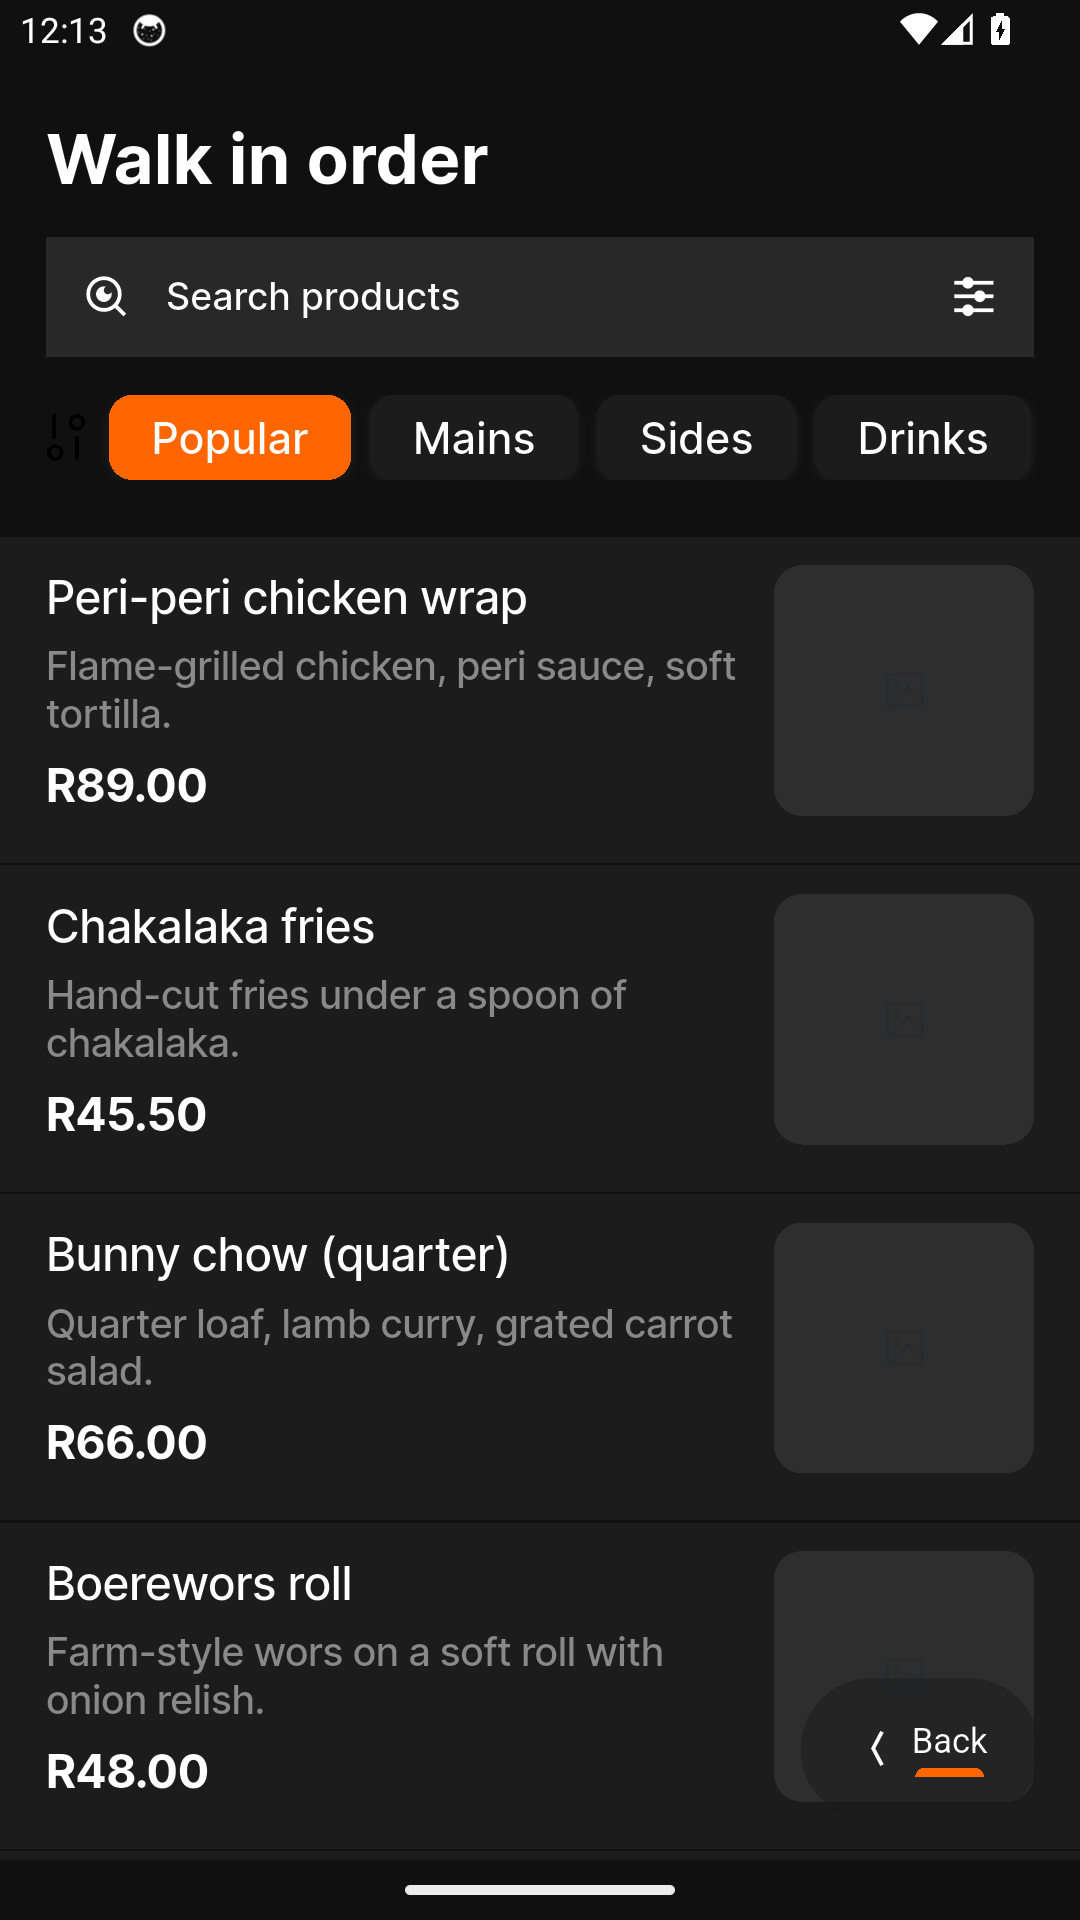 12:13
Walk in order
Search products
Popular
Mains
Sides
Drinks
Peri-peri chicken wrap
Flame-grilled chicken, peri sauce, soft
tortilla.
R89.00
Chakalaka fries
Hand-cut fries under a spoon of
chakalaka.
R45.50
Bunny chow (quarter)
Quarter loaf, lamb curry, grated carrot
salad.
R66.00
Boerewors roll
Farm-style wors on a soft roll with
onion relish.
R48.00
Back